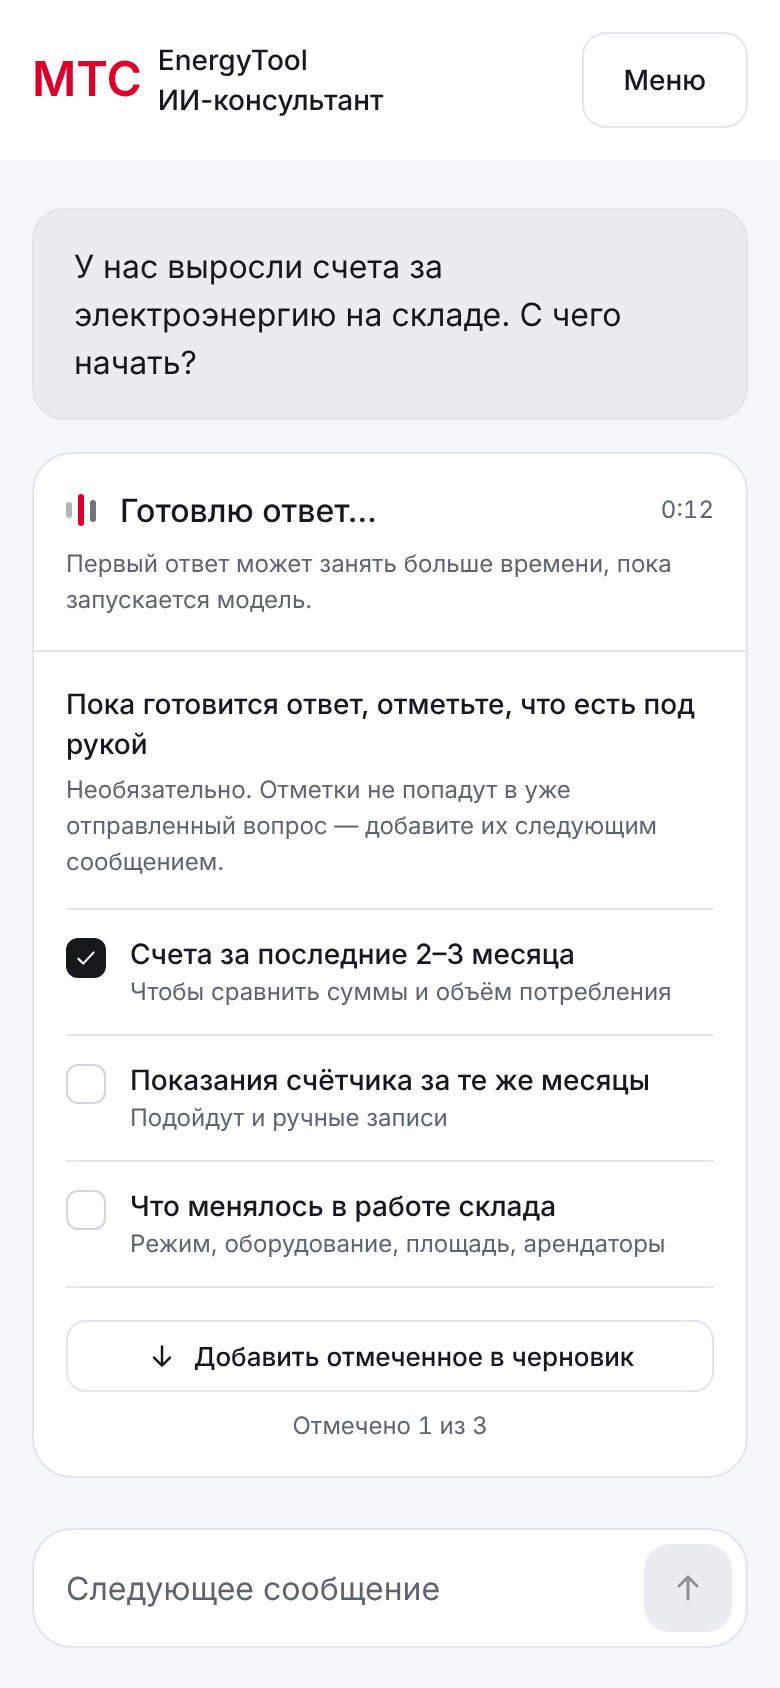 МТС
EnergyTool
ИИ-консультант
Меню
У нас выросли счета за
электроэнергию на складе. С чего
начать?
Готовлю ответ...
0:12
Первый ответ может занять больше времени, пока
запускается модель.
Пока готовится ответ, отметьте, что есть под
рукой
Необязательно. Отметки не попадут в уже
отправленный вопрос — добавите их следующим
сообщением.
Счета за последние 2–3 месяца
Чтобы сравнить суммы и объём потребления
Показания счётчика за те же месяцы
Подойдут и ручные записи
Что менялось в работе склада
Режим, оборудование, площадь, арендаторы
Добавить отмеченное в черновик
Отмечено 1 из 3
Следующее сообщение